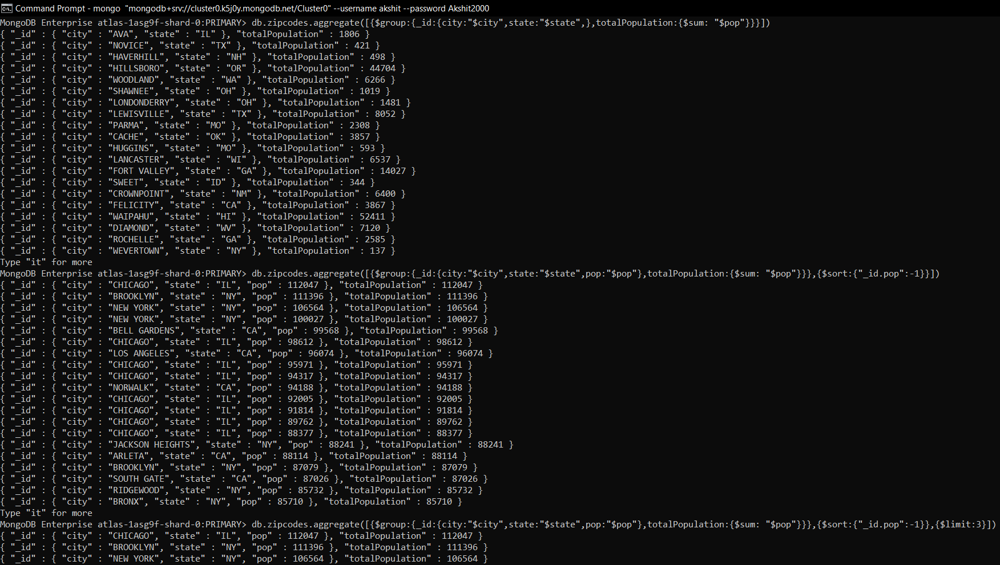 Command Prompt - mongo  "mongodb+srv://cluster0.k5j0y.mongodb.net/Cluster0" --username akshit --password Akshit2000
MongoDB Enterprise atlas-1asg9f-shard-0:PRIMARY> db.zipcodes.aggregate([{$group:{_id:{city:"$city",state:"$state",},totalPopulation:{$sum: "$pop"}}}])
{ "_id" : { "city" : "AVA", "state" : "IL" }, "totalPopulation" : 1806 }
{ "_id" : { "city" : "NOVICE", "state" : "TX" }, "totalPopulation" : 421 }
{ "_id" : { "city" : "HAVERHILL", "state" : "NH" }, "totalPopulation" : 498 }
{ "_id" : { "city" : "HILLSBORO", "state" : "OR" }, "totalPopulation" : 44704 }
{ "_id" : { "city" : "WOODLAND", "state" : "WA" }, "totalPopulation" : 6266 }
{ "_id" : { "city" : "SHAWNEE", "state" : "OH" }, "totalPopulation" : 1019 }
{ "_id" : { "city" : "LONDONDERRY", "state" : "OH" }, "totalPopulation" : 1481 }
{ "_id" : { "city" : "LEWISVILLE", "state" : "TX" }, "totalPopulation" : 8052 }
{ "_id" : { "city" : "PARMA", "state" : "MO" }, "totalPopulation" : 2308 }
{ "_id" : { "city" : "CACHE", "state" : "OK" }, "totalPopulation" : 3857 }
{ "_id" : { "city" : "HUGGINS", "state" : "MO" }, "totalPopulation" : 593 }
{ "_id" : { "city" : "LANCASTER", "state" : "WI" }, "totalPopulation" : 6537 }
{ "_id" : { "city" : "FORT VALLEY", "state" : "GA" }, "totalPopulation" : 14027 }
{ "_id" : { "city" : "SWEET", "state" : "ID" }, "totalPopulation" : 344 }
{ "_id" : { "city" : "CROWNPOINT", "state" : "NM" }, "totalPopulation" : 6400 }
{ "_id" : { "city" : "FELICITY", "state" : "CA" }, "totalPopulation" : 3867 }
{ "_id" : { "city" : "WAIPAHU", "state" : "HI" }, "totalPopulation" : 52411 }
{ "_id" : { "city" : "DIAMOND", "state" : "WV" }, "totalPopulation" : 7120 }
{ "_id" : { "city" : "ROCHELLE", "state" : "GA" }, "totalPopulation" : 2585 }
{ "_id" : { "city" : "WEVERTOWN", "state" : "NY" }, "totalPopulation" : 137 }
Type "it" for more
MongoDB Enterprise atlas-1asg9f-shard-0:PRIMARY> db.zipcodes.aggregate([{$group:{_id:{city:"$city",state:"$state",pop:"$pop"},totalPopulation:{$sum: "$pop"}}},{$sort:{"_id.pop":-1}}])
{ "_id" : { "city" : "CHICAGO", "state" : "IL", "pop" : 112047 }, "totalPopulation" : 112047 }
{ "_id" : { "city" : "BROOKLYN", "state" : "NY", "pop" : 111396 }, "totalPopulation" : 111396 }
{ "_id" : { "city" : "NEW YORK", "state" : "NY", "pop" : 106564 }, "totalPopulation" : 106564 }
{ "_id" : { "city" : "NEW YORK", "state" : "NY", "pop" : 100027 }, "totalPopulation" : 100027 }
{ "_id" : { "city" : "BELL GARDENS", "state" : "CA", "pop" : 99568 }, "totalPopulation" : 99568 }
{ "_id" : { "city" : "CHICAGO", "state" : "IL", "pop" : 98612 }, "totalPopulation" : 98612 }
{ "_id" : { "city" : "LOS ANGELES", "state" : "CA", "pop" : 96074 }, "totalPopulation" : 96074 }
{ "_id" : { "city" : "CHICAGO", "state" : "IL", "pop" : 95971 }, "totalPopulation" : 95971 }
{ "_id" : { "city" : "CHICAGO", "state" : "IL", "pop" : 94317 }, "totalPopulation" : 94317 }
{ "_id" : { "city" : "NORWALK", "state" : "CA", "pop" : 94188 }, "totalPopulation" : 94188 }
{ "_id" : { "city" : "CHICAGO", "state" : "IL", "pop" : 92005 }, "totalPopulation" : 92005 }
{ "_id" : { "city" : "CHICAGO", "state" : "IL", "pop" : 91814 }, "totalPopulation" : 91814 }
{ "_id" : { "city" : "CHICAGO", "state" : "IL", "pop" : 89762 }, "totalPopulation" : 89762 }
{ "_id" : { "city" : "CHICAGO", "state" : "IL", "pop" : 88377 }, "totalPopulation" : 88377 }
{ "_id" : { "city" : "JACKSON HEIGHTS", "state" : "NY", "pop" : 88241 }, "totalPopulation" : 88241 }
{ "_id" : { "city" : "ARLETA", "state" : "CA", "pop" : 88114 }, "totalPopulation" : 88114 }
{ "_id" : { "city" : "BROOKLYN", "state" : "NY", "pop" : 87079 }, "totalPopulation" : 87079 }
{ "_id" : { "city" : "SOUTH GATE", "state" : "CA", "pop" : 87026 }, "totalPopulation" : 87026 }
{ "_id" : { "city" : "RIDGEWOOD", "state" : "NY", "pop" : 85732 }, "totalPopulation" : 85732 }
{ "_id" : { "city" : "BRONX", "state" : "NY", "pop" : 85710 }, "totalPopulation" : 85710 }
Type "it" for more
MongoDB Enterprise atlas-1asg9f-shard-0:PRIMARY> db.zipcodes.aggregate([{$group:{_id:{city:"$city",state:"$state",pop:"$pop"},totalPopulation:{$sum: "$pop"}}},{$sort:{"_id.pop":-1}},{$limit:3}])
{ "_id" : { "city" : "CHICAGO", "state" : "IL", "pop" : 112047 }, "totalPopulation" : 112047 }
{ "_id" : { "city" : "BROOKLYN", "state" : "NY", "pop" : 111396 }, "totalPopulation" : 111396 }
{ "_id" : { "city" : "NEW YORK", "state" : "NY", "pop" : 106564 }, "totalPopulation" : 106564 }